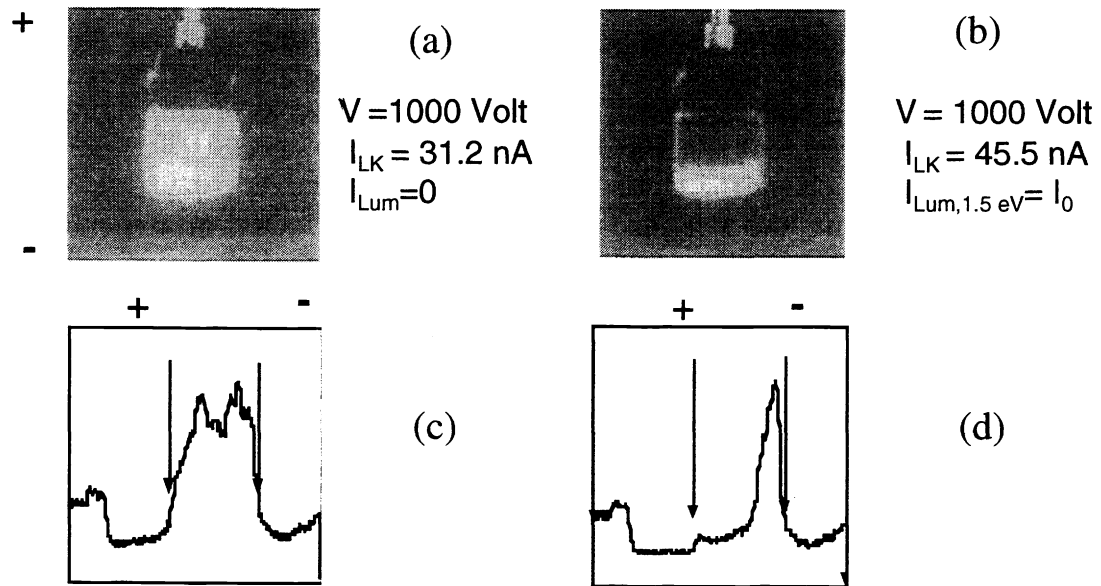 +
(a)
V =1000 Volt
I_LK = 31.2 nA
I_Lum=0
-
(b)
V = 1000 Volt
I_LK = 45.5 nA
I_Lum,1.5 eV= I_0
+ -
(c)
+ -
(d)